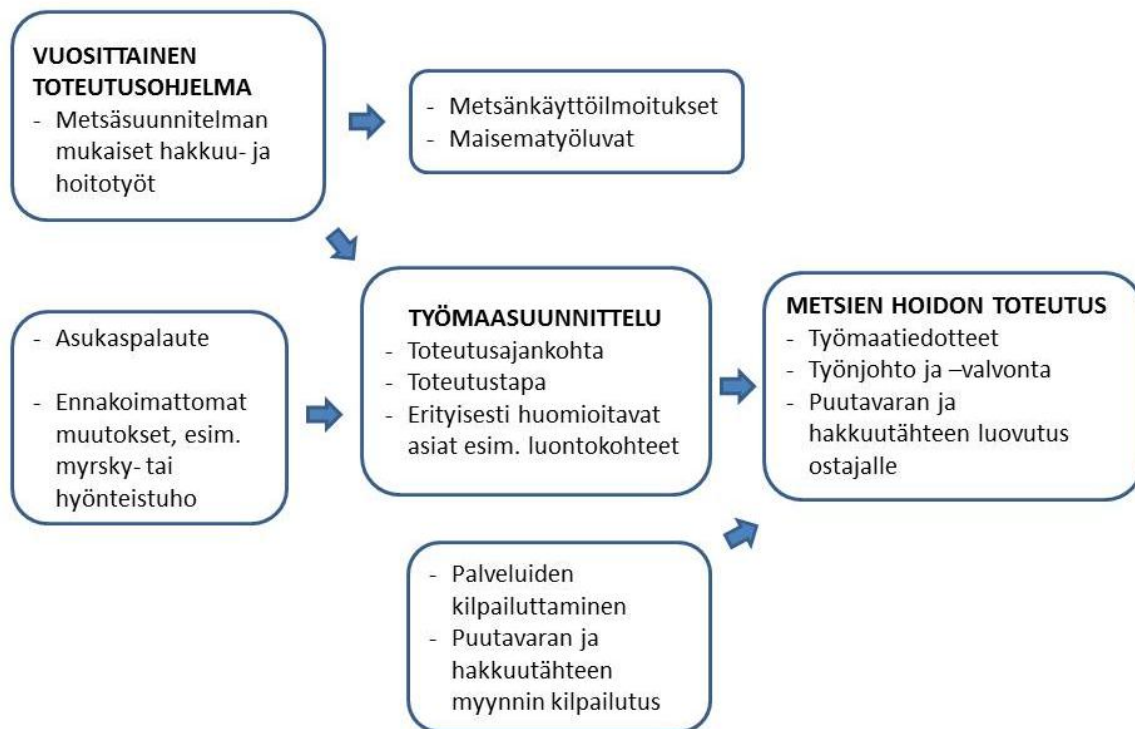 VUOSITTAINEN
TOTEUTUSOHJELMA
- Metsäsuunnitelman
mukaiset hakkuu- ja
hoitotyöt
- Metsänkäyttöilmoitukset
- Maisematyöluvat
- Asukaspalaute
- Ennakoimattomat
muutokset, esim.
myrsky- tai
hyönteistuho
TYÖMAASUUNNITTELU
- Toteutusajankohta
- Toteutustapa
- Erityisesti huomioitavat
asiat esim. luontokohteet
METSIEN HOIDON TOTEUTUS
- Työmaatiedotteet
- Työnjohto ja –valvonta
- Puutavaran ja
hakkuutähteen luovutus
ostajalle
- Palveluiden
kilpailuttaminen
- Puutavaran ja
hakkuutähteen
myynnin kilpailutus